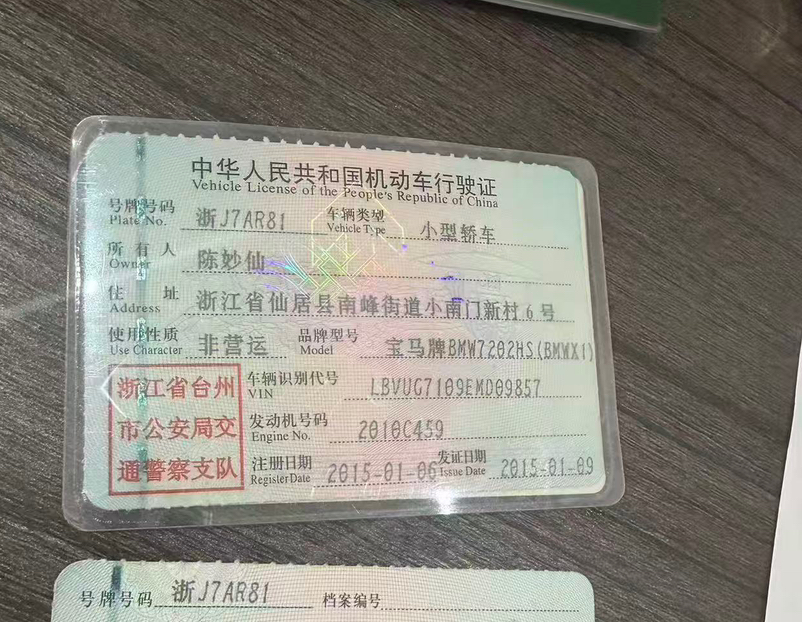 中华人民共和国机动车行驶证
Vehicle License of the People's Republic of China
号牌号码 浙J7AR81 车辆类型 小型轿车
Plate No. Vehicle Type
所有人 陈妙仙
Owner
住址 浙江省仙居县南峰街道小南门新村6号
Address
使用性质 非营运 品牌型号 宝马牌BMW7202HS(BMWX1)
Use Character Model
浙江省台州
市公安局交
通警察支队
车辆识别代号 LBVUG7109EMD09857
VIN
发动机号码 2010C459
Engine No.
注册日期 2015-01-06 发证日期 2015-01-09
Register Date Issue Date
号牌号码 浙J7AR81 档案编号